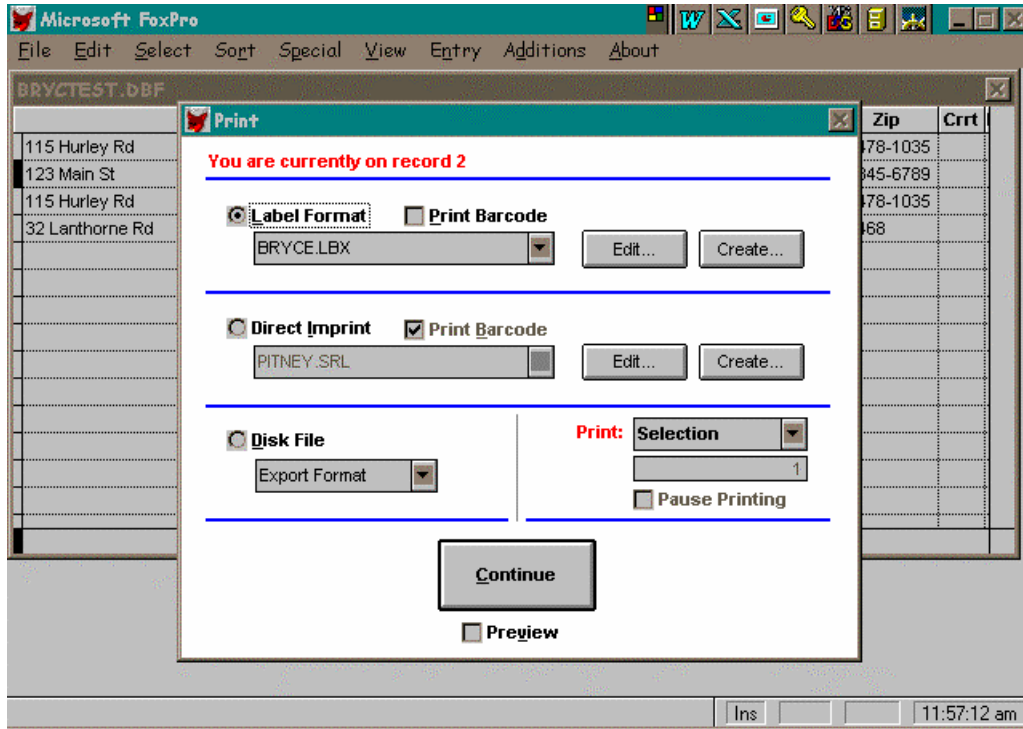 Microsoft FoxPro
File Edit Select Sort Special View Entry Additions About
BRYCTEST.DBF
Print
Zip Crrt
You are currently on record 2
115 Hurley Rd 478-1035
123 Main St 345-6789
115 Hurley Rd 478-1035
32 Lanthorne Rd 468
Label Format Print Barcode
BRYCE.LBX Edit... Create...
Direct Imprint Print Barcode
PITNEY.SRL Edit... Create...
Disk File Print: Selection
Export Format 1
Pause Printing
Continue
Preview
Ins 11:57:12 am